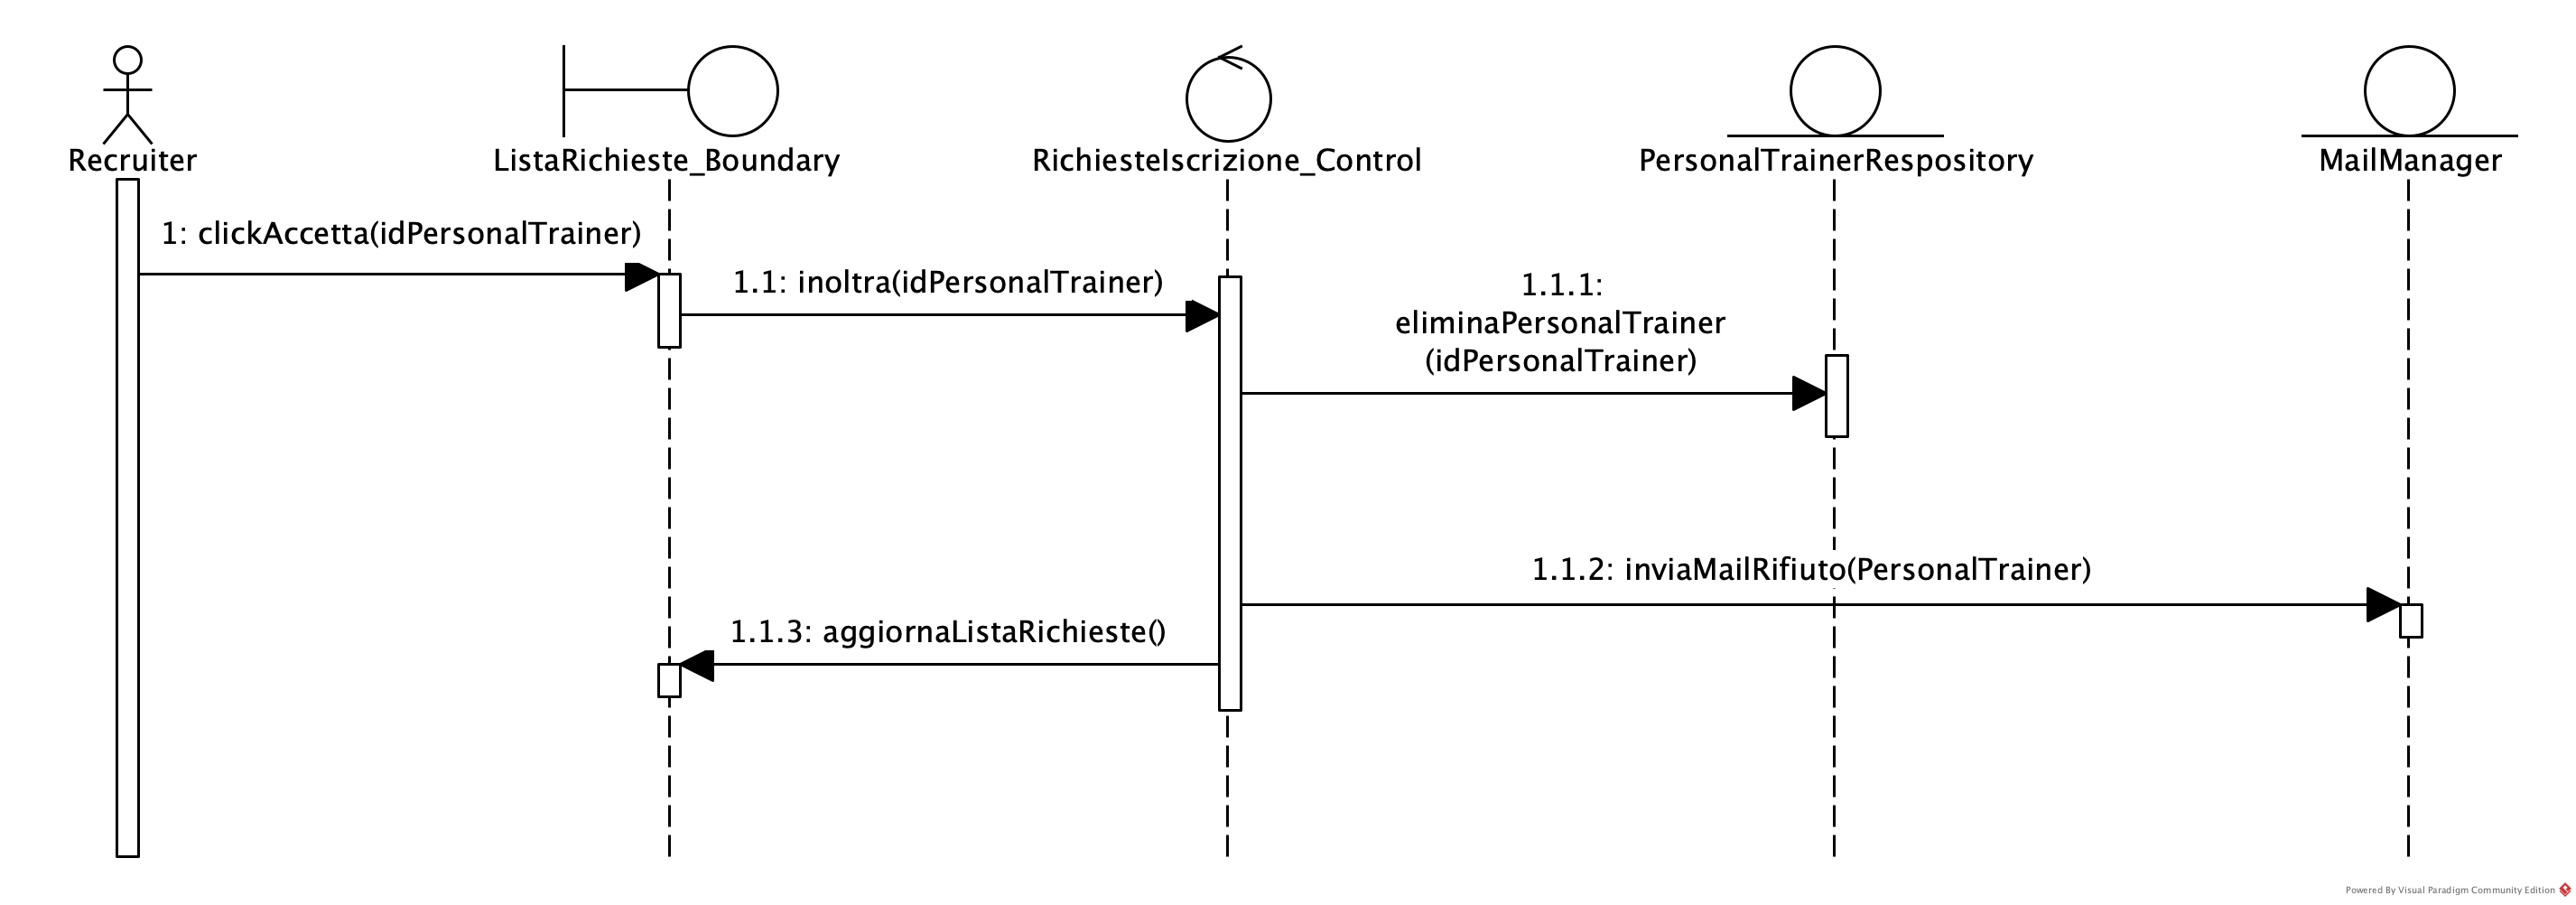 Recruiter
ListaRichieste_Boundary
RichiesteIscrizione_Control
PersonalTrainerRespository
MailManager
1: clickAccetta(idPersonalTrainer)
1.1: inoltra(idPersonalTrainer)
1.1.1:
eliminaPersonalTrainer
(idPersonalTrainer)
1.1.2: inviaMailRifiuto(PersonalTrainer)
1.1.3: aggiornaListaRichieste()
Powered By Visual Paradigm Community Edition